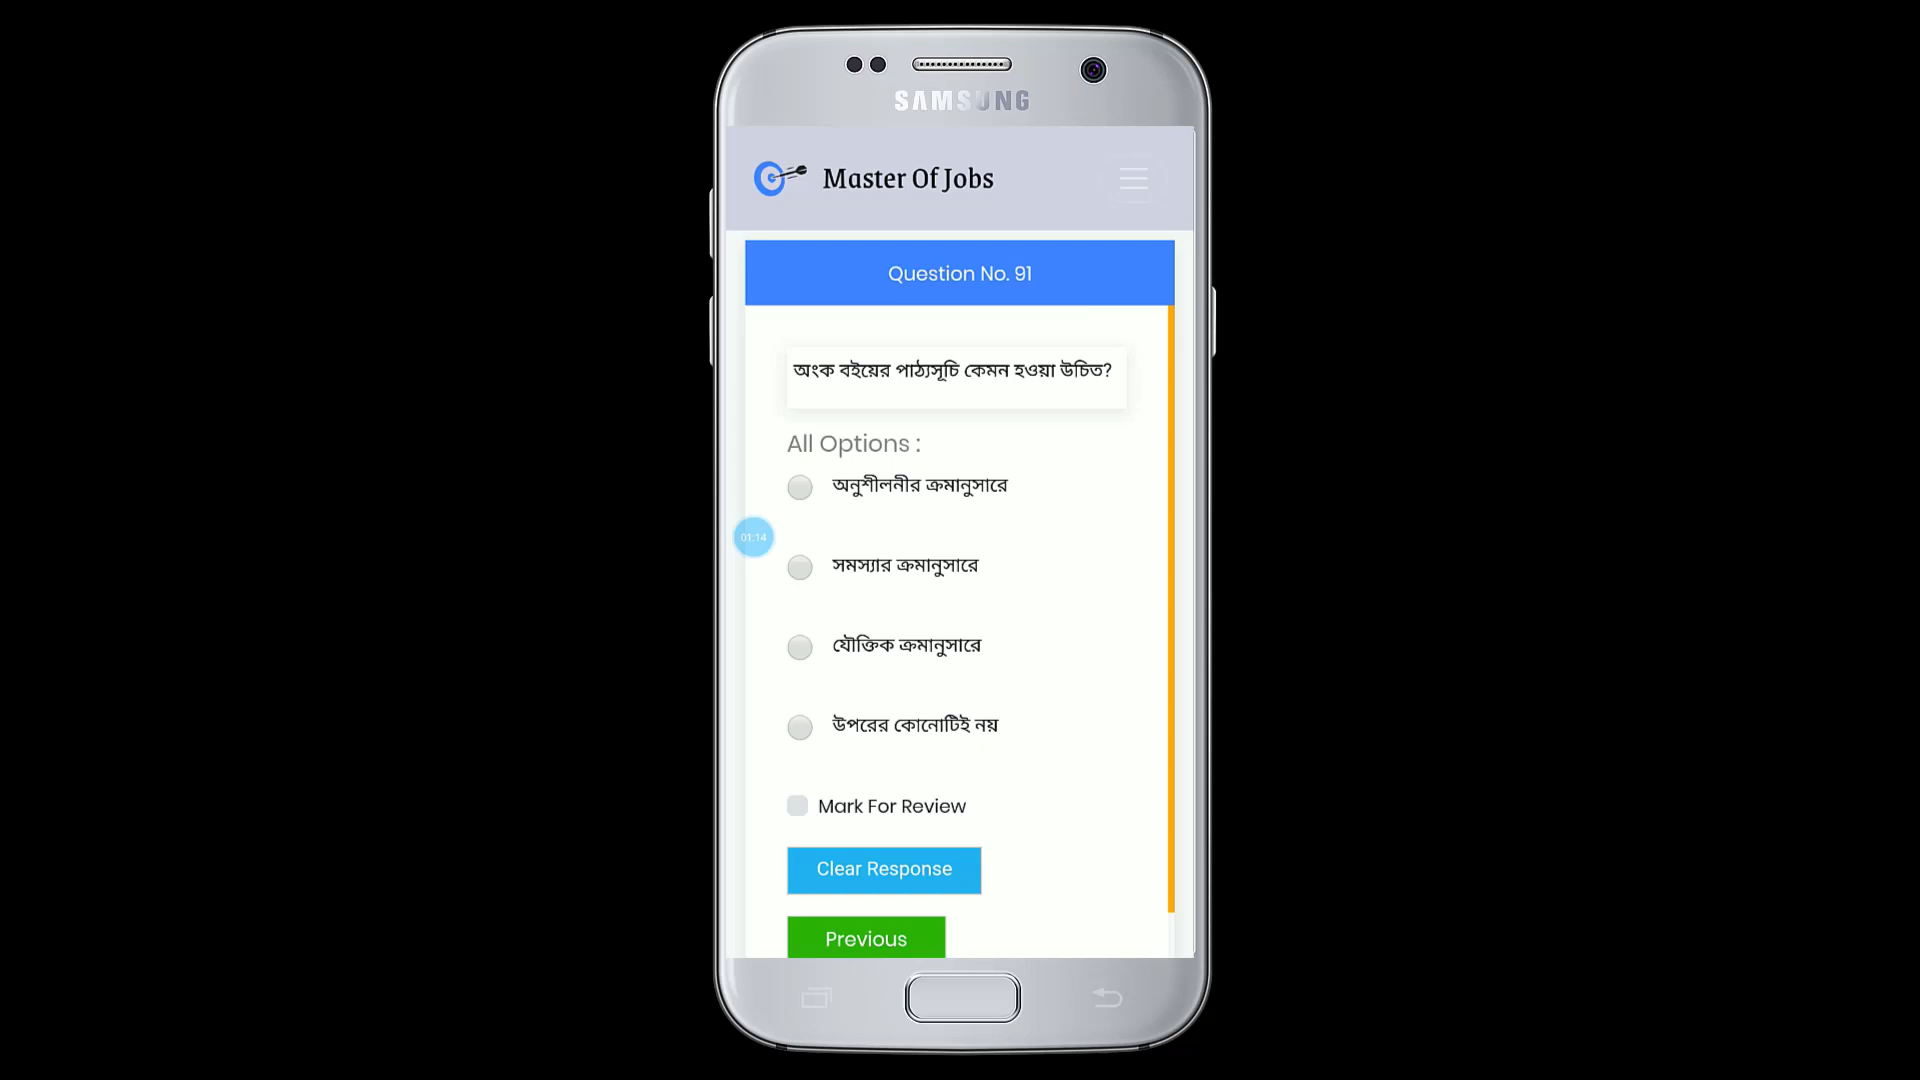 SAMSUNG
Master Of Jobs
Question No. 91
অংক বইয়ের পাঠ্যসূচি কেমন হওয়া উচিত?
All Options :
অনুশীলনীর ক্রমানুসারে
01:14
সমস্যার ক্রমানুসারে
যৌক্তিক ক্রমানুসারে
উপরের কোনোটিই নয়
Mark For Review
Clear Response
Previous